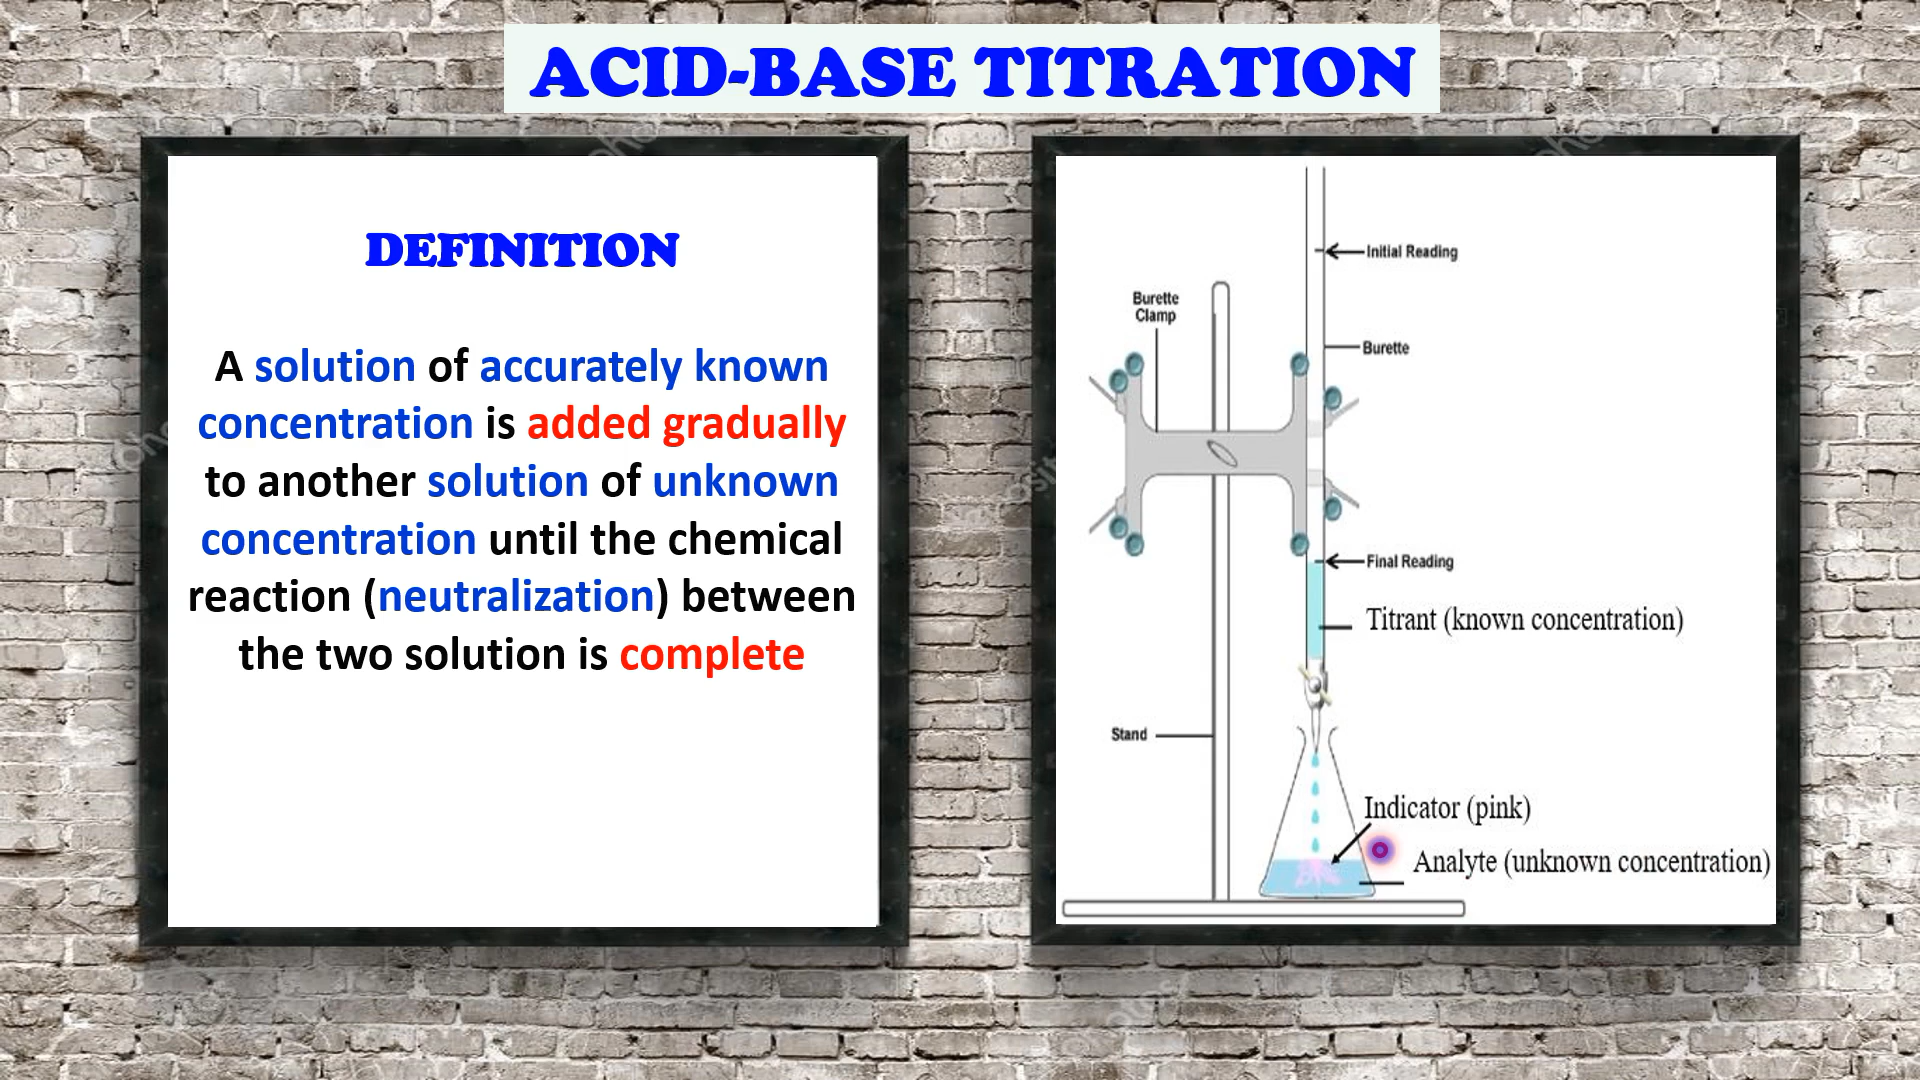 ACID-BASE TITRATION
DEFINITION
A solution of accurately known
concentration is added gradually
to another solution of unknown
concentration until the chemical
reaction (neutralization) between
the two solution is complete
Initial Reading
Burette
Clamp
Burette
Final Reading
Titrant (known concentration)
Stand
Indicator (pink)
Analyte (unknown concentration)